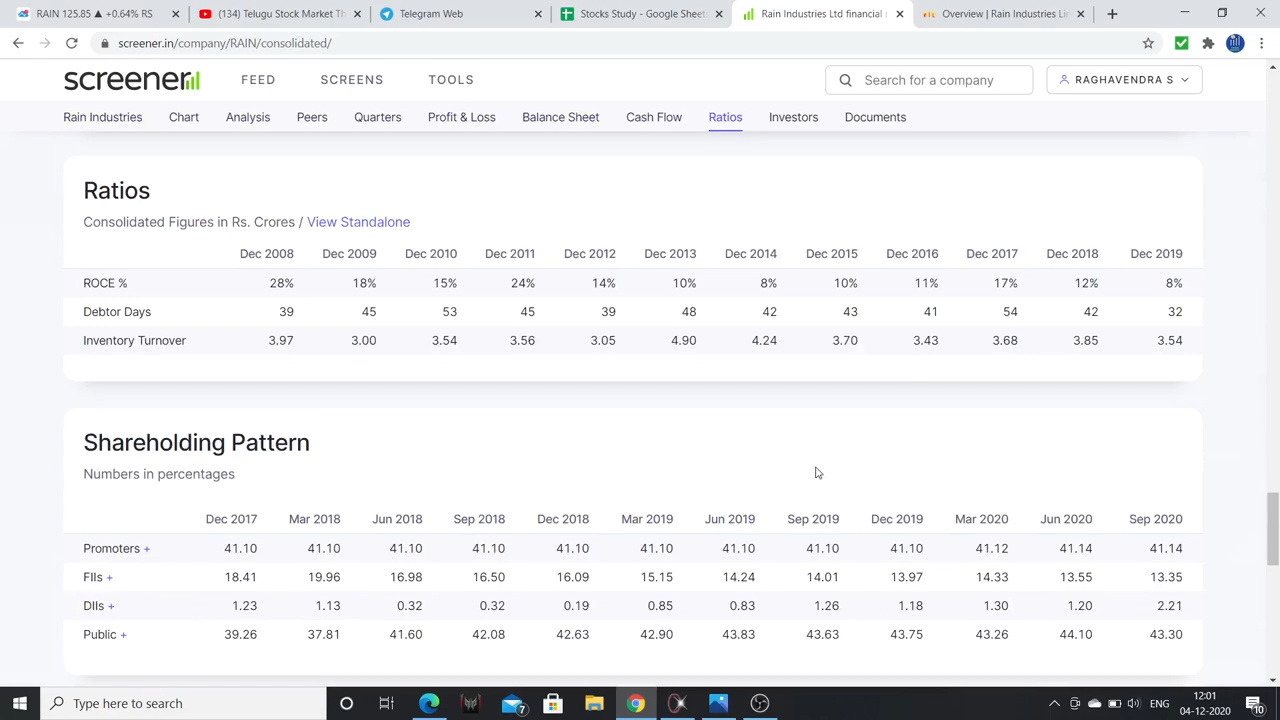 RAIN 125.85 ▲ +0.64% RS
(134) Telugu Stock Market Th
Telegram Web
Stocks Study - Google Sheets
Rain Industries Ltd financial r
Overview | Rain Industries Lin
screener.in/company/RAIN/consolidated/
screener
FEED SCREENS TOOLS
Search for a company
RAGHAVENDRA S
Rain Industries Chart Analysis Peers Quarters Profit & Loss Balance Sheet Cash Flow Ratios Investors Documents
Ratios
Consolidated Figures in Rs. Crores / View Standalone
Dec 2008 Dec 2009 Dec 2010 Dec 2011 Dec 2012 Dec 2013 Dec 2014 Dec 2015 Dec 2016 Dec 2017 Dec 2018 Dec 2019
ROCE % 28% 18% 15% 24% 14% 10% 8% 10% 11% 17% 12% 8%
Debtor Days 39 45 53 45 39 48 42 43 41 54 42 32
Inventory Turnover 3.97 3.00 3.54 3.56 3.05 4.90 4.24 3.70 3.43 3.68 3.85 3.54
Shareholding Pattern
Numbers in percentages
Dec 2017 Mar 2018 Jun 2018 Sep 2018 Dec 2018 Mar 2019 Jun 2019 Sep 2019 Dec 2019 Mar 2020 Jun 2020 Sep 2020
Promoters + 41.10 41.10 41.10 41.10 41.10 41.10 41.10 41.10 41.10 41.12 41.14 41.14
FIIs + 18.41 19.96 16.98 16.50 16.09 15.15 14.24 14.01 13.97 14.33 13.55 13.35
DIIs + 1.23 1.13 0.32 0.32 0.19 0.85 0.83 1.26 1.18 1.30 1.20 2.21
Public + 39.26 37.81 41.60 42.08 42.63 42.90 43.83 43.63 43.75 43.26 44.10 43.30
Type here to search
7
ENG
12:01
04-12-2020
10